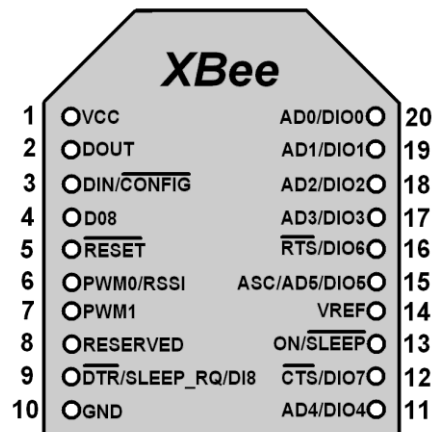 XBee
1 VCC AD0/DIO0 20
2 DOUT AD1/DIO1 19
3 DIN/CONFIG AD2/DIO2 18
4 D08 AD3/DIO3 17
5 RESET RTS/DIO6 16
6 PWM0/RSSI ASC/AD5/DIO5 15
7 PWM1 VREF 14
8 RESERVED ON/SLEEP 13
9 DTR/SLEEP_RQ/DI8 CTS/DIO7 12
10 GND AD4/DIO4 11